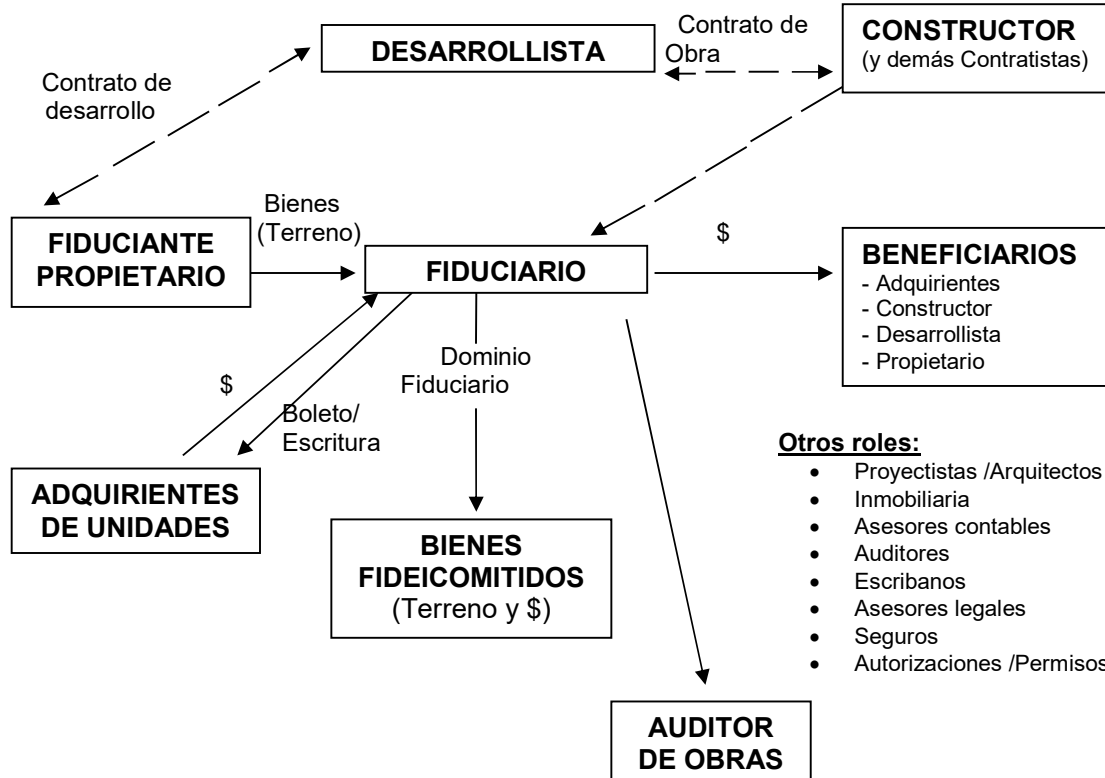 DESARROLLISTA
Contrato de
Obra
CONSTRUCTOR
(y demás Contratistas)
Contrato de
desarrollo
FIDUCIANTE
PROPIETARIO
Bienes
(Terreno)
FIDUCIARIO
$
BENEFICIARIOS
- Adquirientes
- Constructor
- Desarrollista
- Propietario
$
Boleto/
Escritura
Dominio
Fiduciario
ADQUIRIENTES
DE UNIDADES
BIENES
FIDEICOMITIDOS
(Terreno y $)
Otros roles:
• Proyectistas /Arquitectos
• Inmobiliaria
• Asesores contables
• Auditores
• Escribanos
• Asesores legales
• Seguros
• Autorizaciones /Permisos
AUDITOR
DE OBRAS